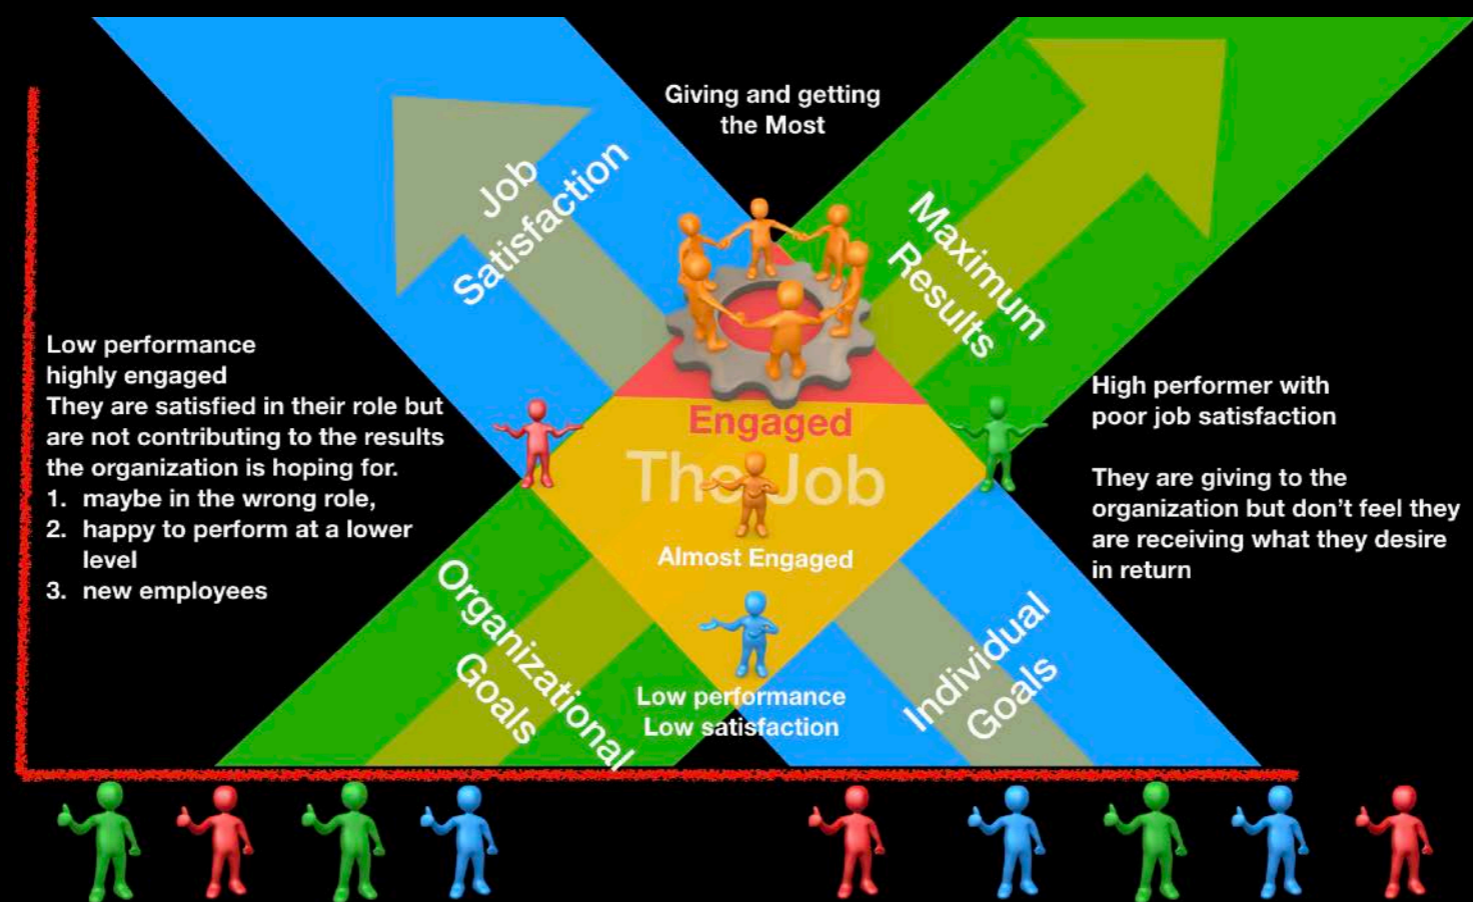 Giving and getting
the Most
Job
Satisfaction
Maximum
Results
Low performance
highly engaged
They are satisfied in their role but
are not contributing to the results
the organization is hoping for.
1. maybe in the wrong role,
2. happy to perform at a lower
level
3. new employees
Engaged
The Job
Almost Engaged
High performer with
poor job satisfaction
They are giving to the
organization but don't feel they
are receiving what they desire
in return
Organizational
Goals
Low performance
Low satisfaction
Individual
Goals